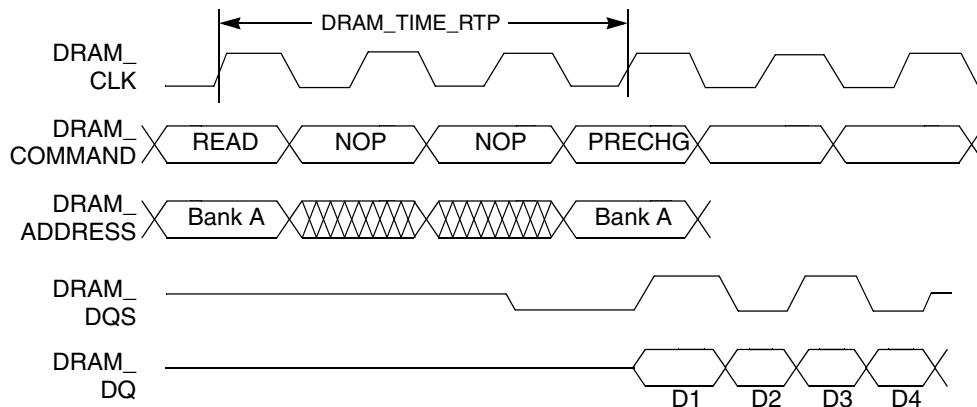 DRAM_TIME_RTP
DRAM_
CLK
DRAM_
COMMAND
READ NOP NOP PRECHG
DRAM_
ADDRESS
Bank A Bank A
DRAM_
DQS
DRAM_
DQ
D1 D2 D3 D4